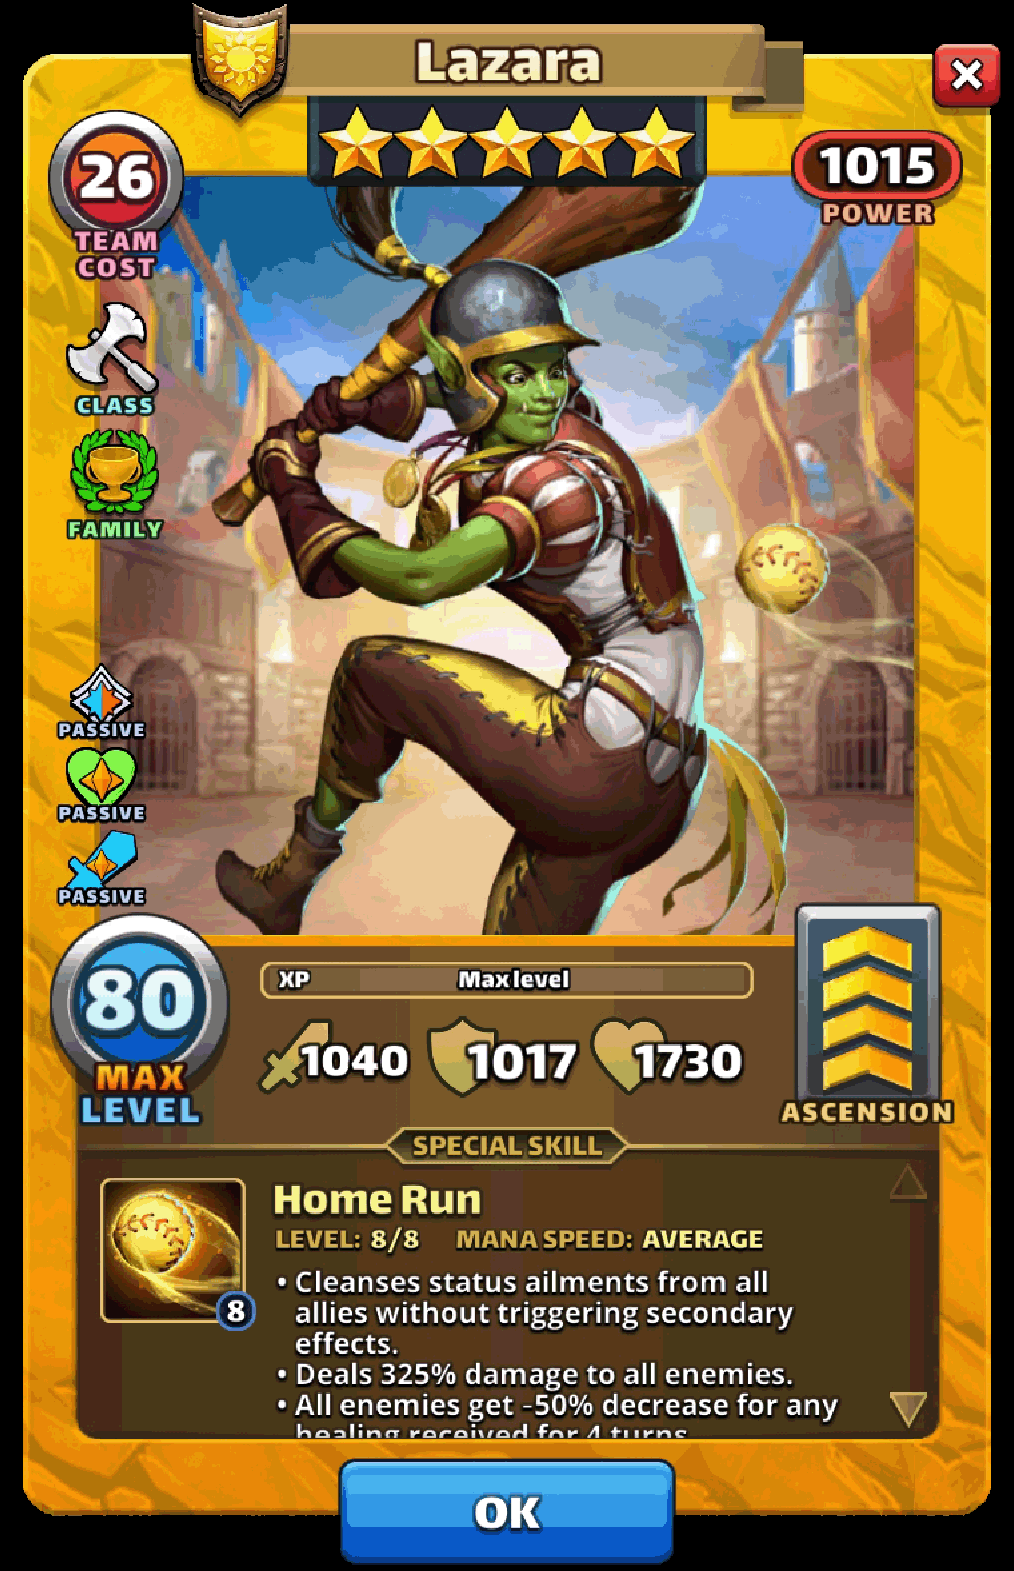 Lazara
26
TEAM
COST
1015
POWER
CLASS
FAMILY
PASSIVE
PASSIVE
PASSIVE
80
MAX
LEVEL
XP Max level
1040 1017 1730
ASCENSION
SPECIAL SKILL
Home Run
LEVEL: 8/8 MANA SPEED: AVERAGE
8
• Cleanses status ailments from all
allies without triggering secondary
effects.
• Deals 325% damage to all enemies.
• All enemies get -50% decrease for any
healing received for 4 turns
OK